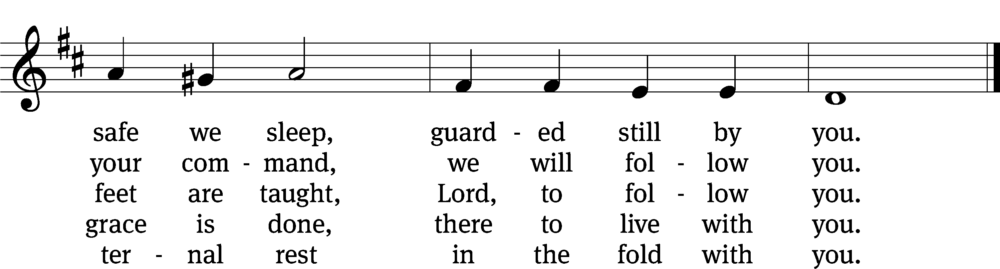 safe we sleep, guard - ed still by you.
your com - mand, we will fol - low you.
feet are taught, Lord, to fol - low you.
grace is done, there to live with you.
ter - nal rest in the fold with you.